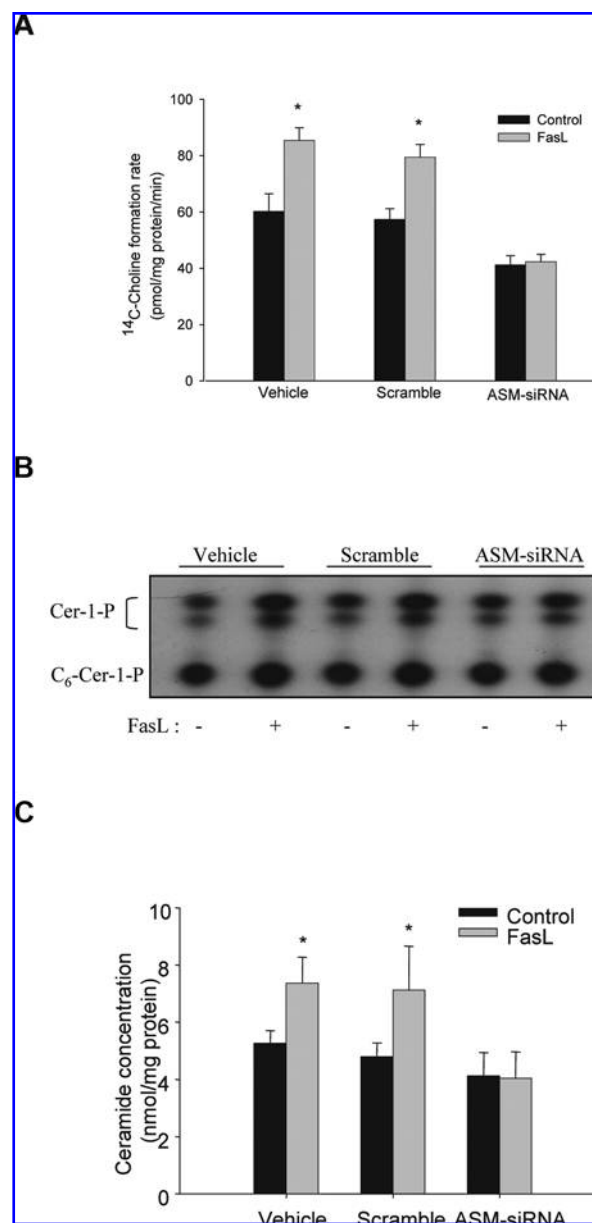 A
* *
Control
FasL
100
80
60
40
20
0
¹⁴C-Choline formation rate
(pmol/mg protein/min)
Vehicle Scramble ASM-siRNA
B
Vehicle Scramble ASM-siRNA
Cer-1-P
C₆-Cer-1-P
FasL : - + - + - +
C
* *
Control
FasL
10
8
6
4
2
0
Ceramide concentration
(nmol/mg protein)
Vehicle Scramble ASM-siRNA